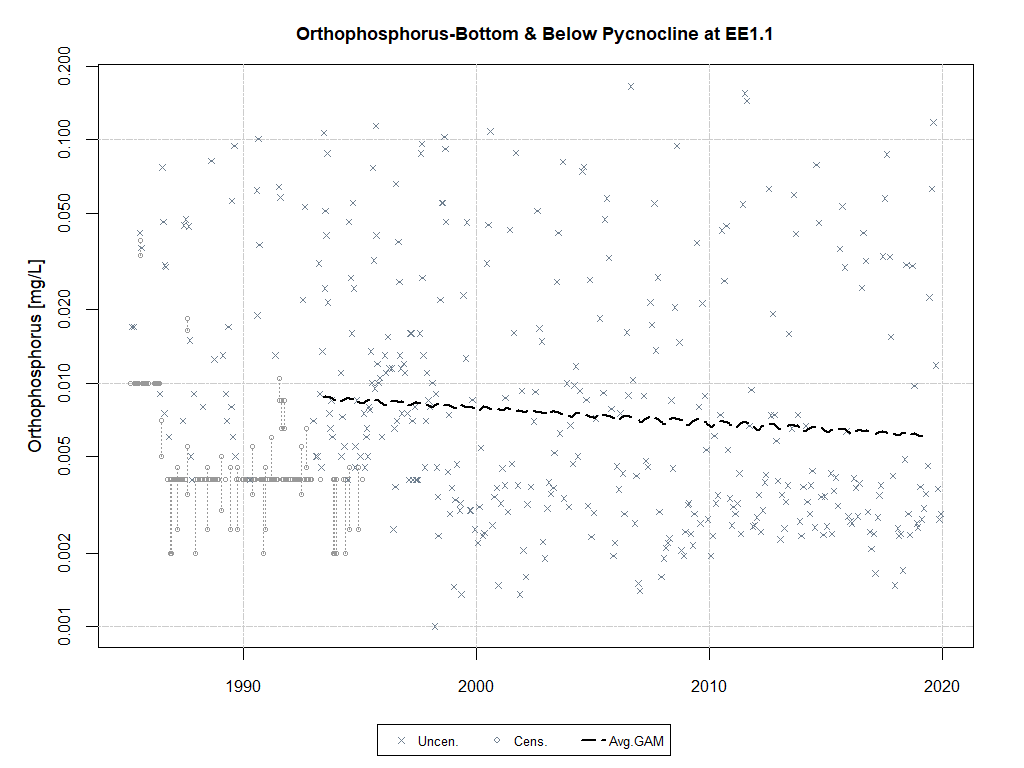 Orthophosphorus-Bottom & Below Pycnocline at EE1.1
Orthophosphorus [mg/L]
0.200
0.100
0.050
0.020
0.010
0.005
0.002
0.001
1990 2000 2010 2020
Uncen. Cens. Avg.GAM